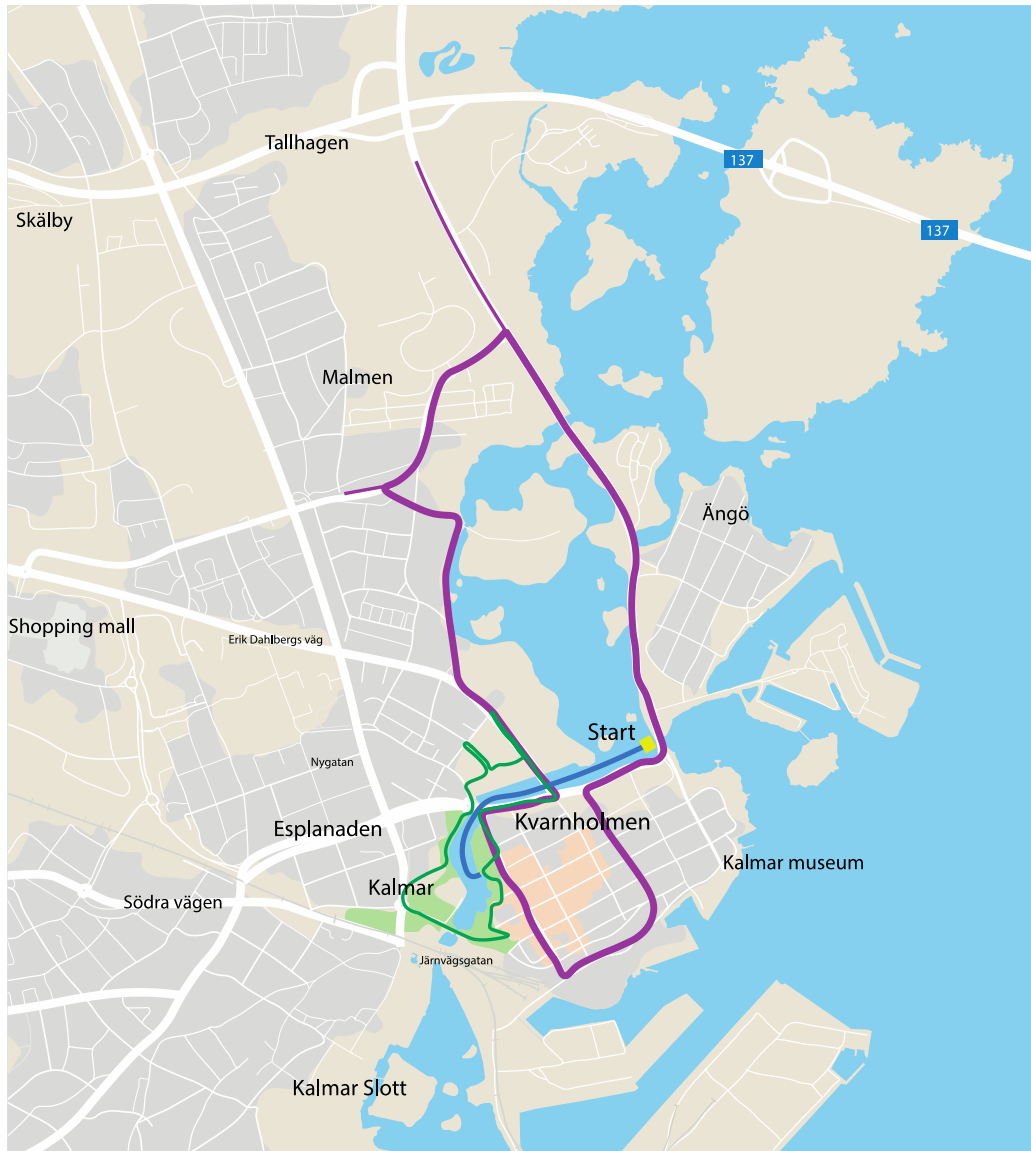 Tallhagen
137
Skälby
137
Malmen
Ängö
Shopping mall
Erik Dahlbergs väg
Start
Nygatan
Esplanaden
Kvarnholmen
Kalmar museum
Kalmar
Södra vägen
Järnvägsgatan
Kalmar Slott